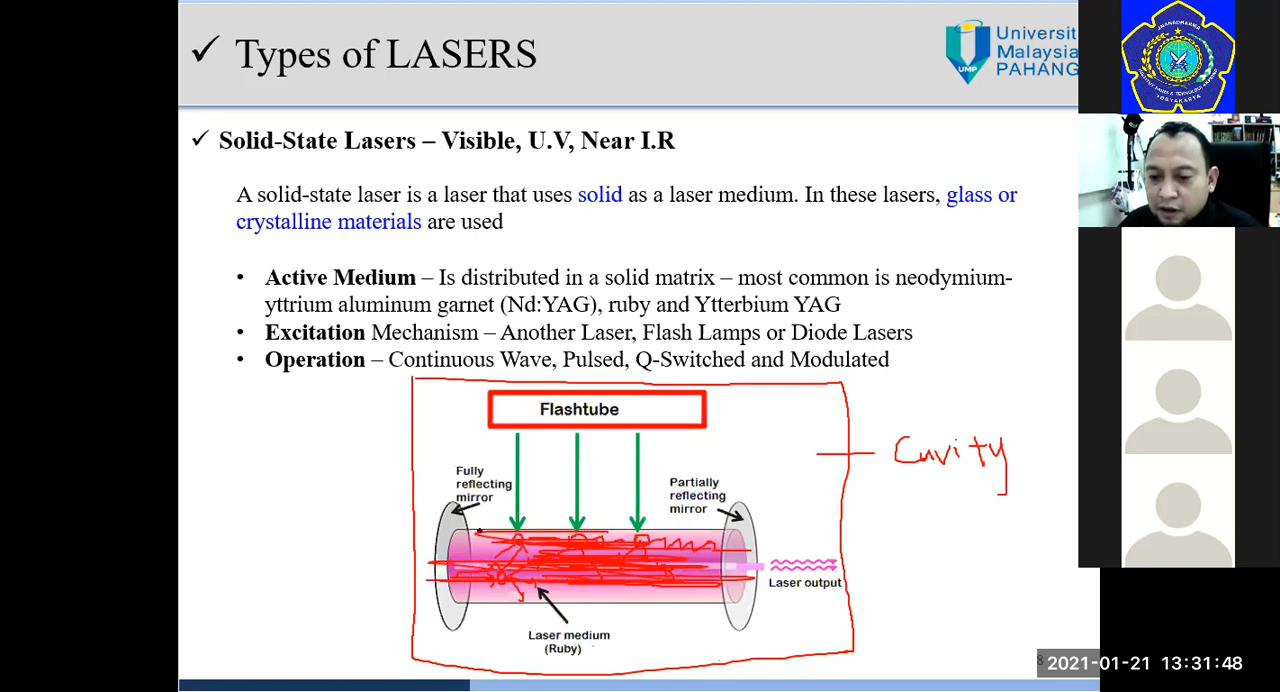 ✓ Types of LASERS
Universiti
Malaysia
PAHANG
UMP
✓ Solid-State Lasers – Visible, U.V, Near I.R
A solid-state laser is a laser that uses solid as a laser medium. In these lasers, glass or
crystalline materials are used
• Active Medium – Is distributed in a solid matrix – most common is neodymium-
yttrium aluminum garnet (Nd:YAG), ruby and Ytterbium YAG
• Excitation Mechanism – Another Laser, Flash Lamps or Diode Lasers
• Operation – Continuous Wave, Pulsed, Q-Switched and Modulated
Flashtube
Cavity
Fully
reflecting
mirror
Partially
reflecting
mirror
Laser output
Laser medium
(Ruby)
8
2021-01-21 13:31:48
YOGYAKARTA